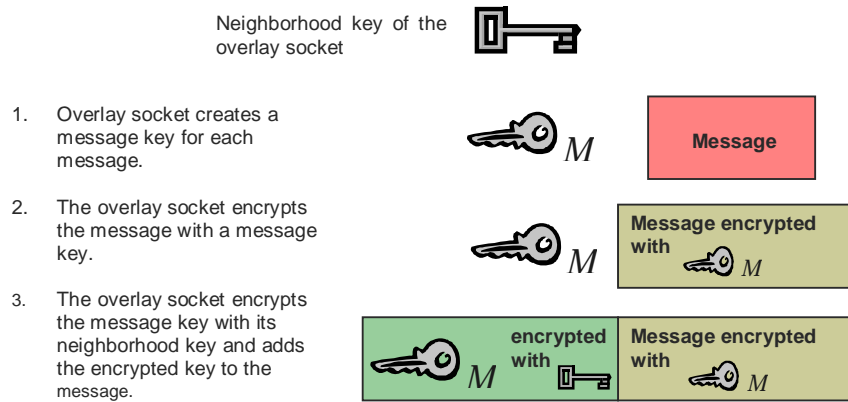 Neighborhood key of the
overlay socket
1. Overlay socket creates a
message key for each
message.
M
Message
2. The overlay socket encrypts
the message with a message
key.
M
Message encrypted
with M
3. The overlay socket encrypts
the message key with its
neighborhood key and adds
the encrypted key to the
message.
M
encrypted
with
Message encrypted
with M